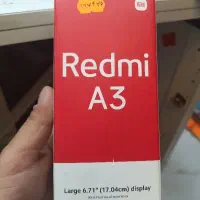 Redmi
A3
Large 6.71" (17.04cm) display